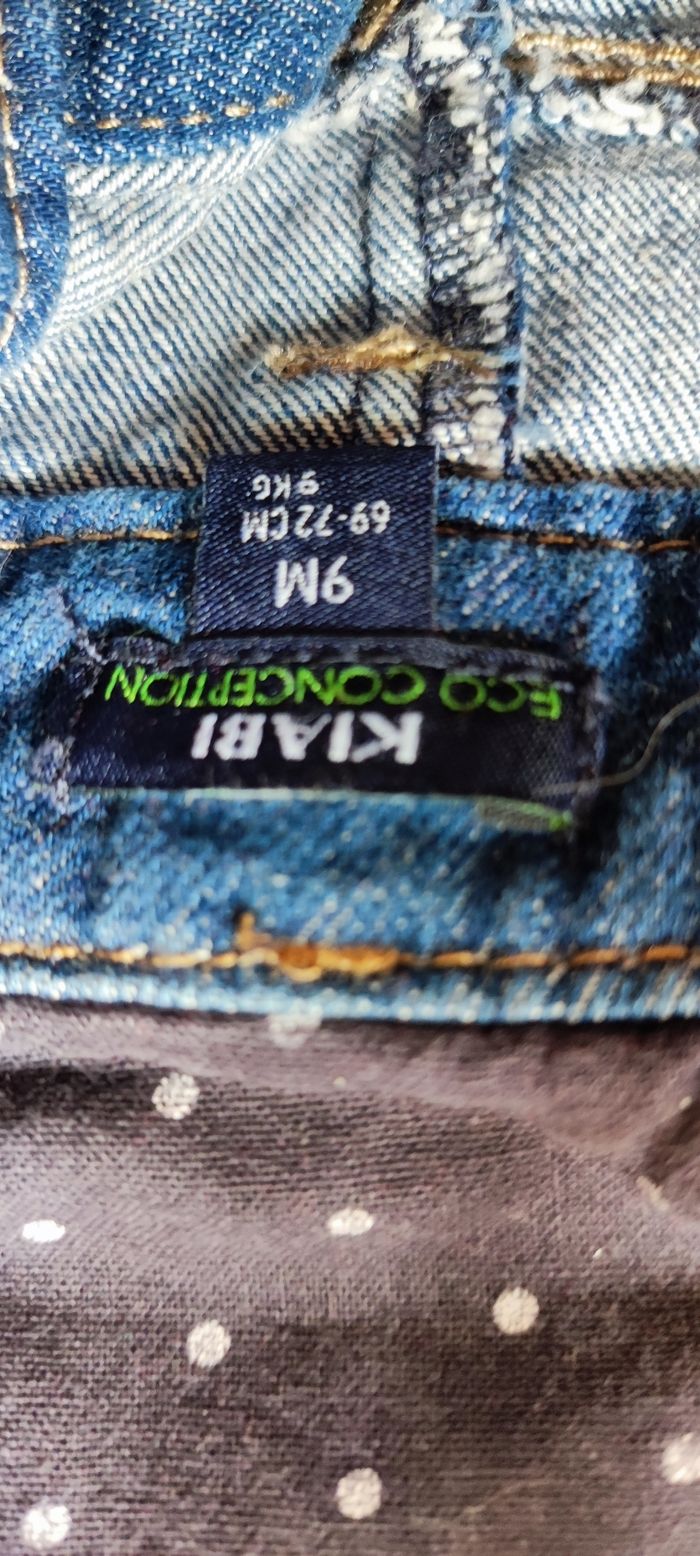 KIABI
ECO CONCEPTION
9M
69-72CM
9KG